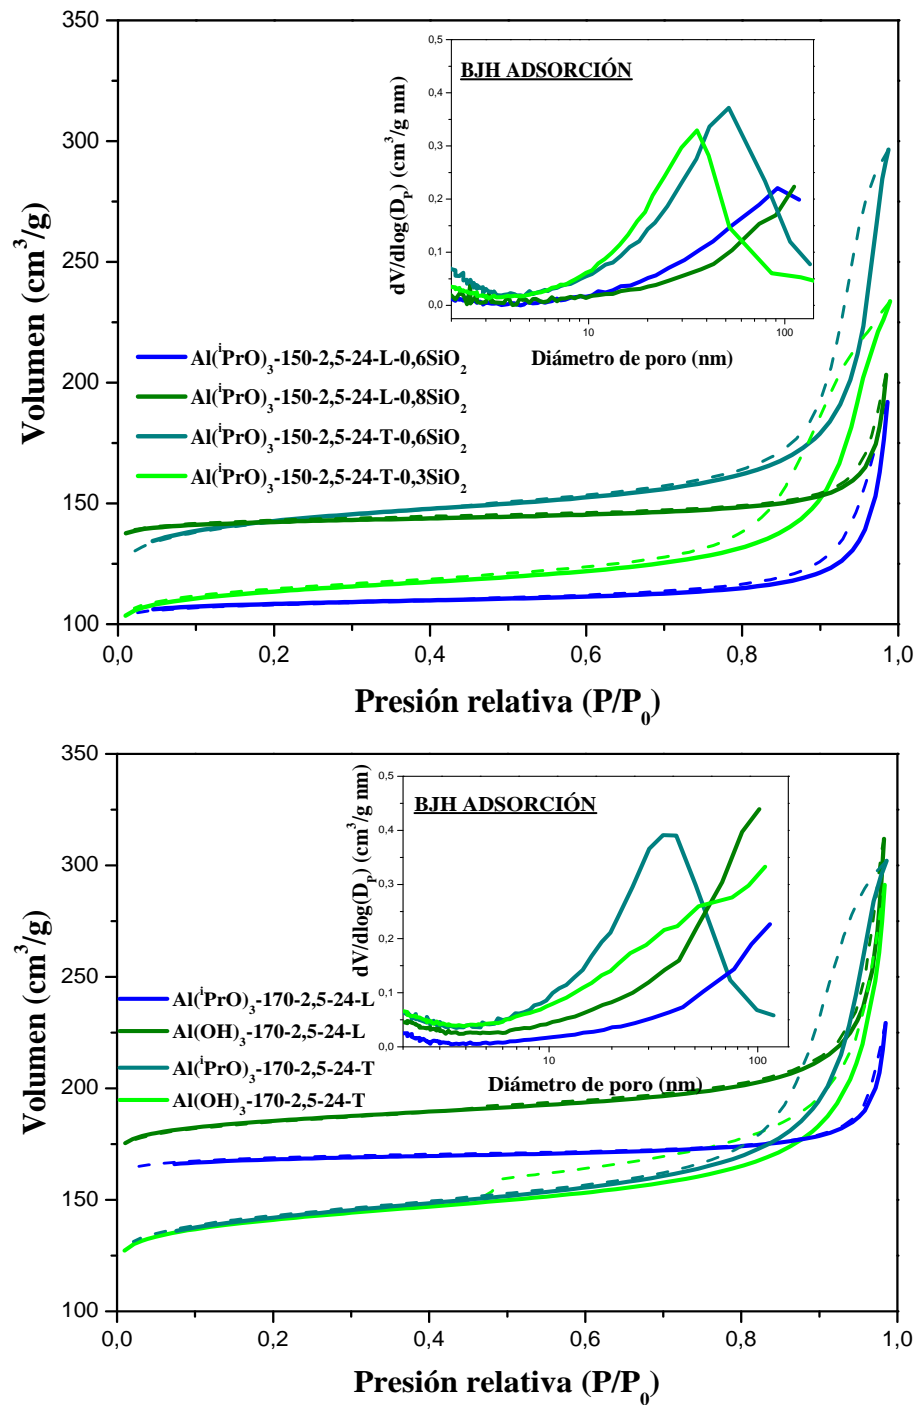 350
300
250
200
150
100
Volumen (cm³/g)
0,0
0,2
0,4
0,6
0,8
1,0
Presión relativa (P/P₀)
Al(ⁱPrO)₃-150-2,5-24-L-0,6SiO₂
Al(ⁱPrO)₃-150-2,5-24-L-0,8SiO₂
Al(ⁱPrO)₃-150-2,5-24-T-0,6SiO₂
Al(ⁱPrO)₃-150-2,5-24-T-0,3SiO₂
BJH ADSORCIÓN
0,5
0,4
0,3
0,2
0,1
0,0
dV/dlog(D_P) (cm³/g nm)
10
100
Diámetro de poro (nm)
350
300
250
200
150
100
Volumen (cm³/g)
0,0
0,2
0,4
0,6
0,8
1,0
Presión relativa (P/P₀)
Al(ⁱPrO)₃-170-2,5-24-L
Al(OH)₃-170-2,5-24-L
Al(ⁱPrO)₃-170-2,5-24-T
Al(OH)₃-170-2,5-24-T
BJH ADSORCIÓN
0,5
0,4
0,3
0,2
0,1
0,0
dV/dlog(D_P) (cm³/g nm)
10
100
Diámetro de poro (nm)